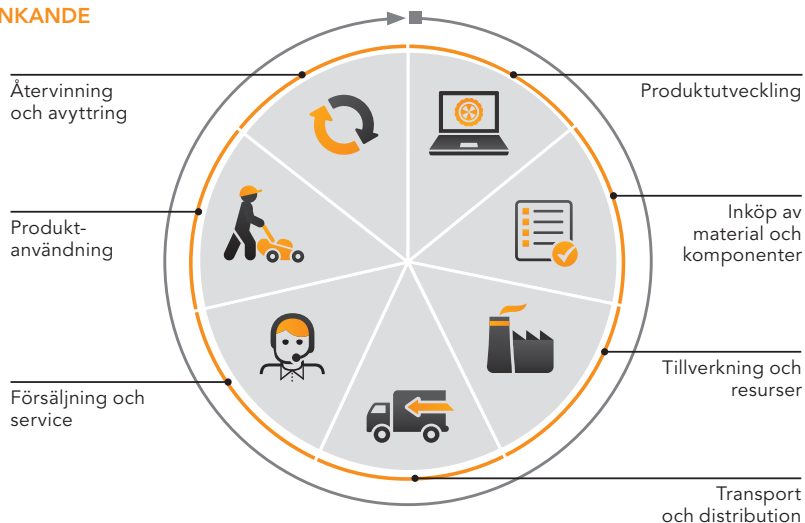 NKANDE
Återvinning
och avyttring
Produktutveckling
Produkt-
användning
Inköp av
material och
komponenter
Försäljning och
service
Tillverkning och
resurser
Transport
och distribution